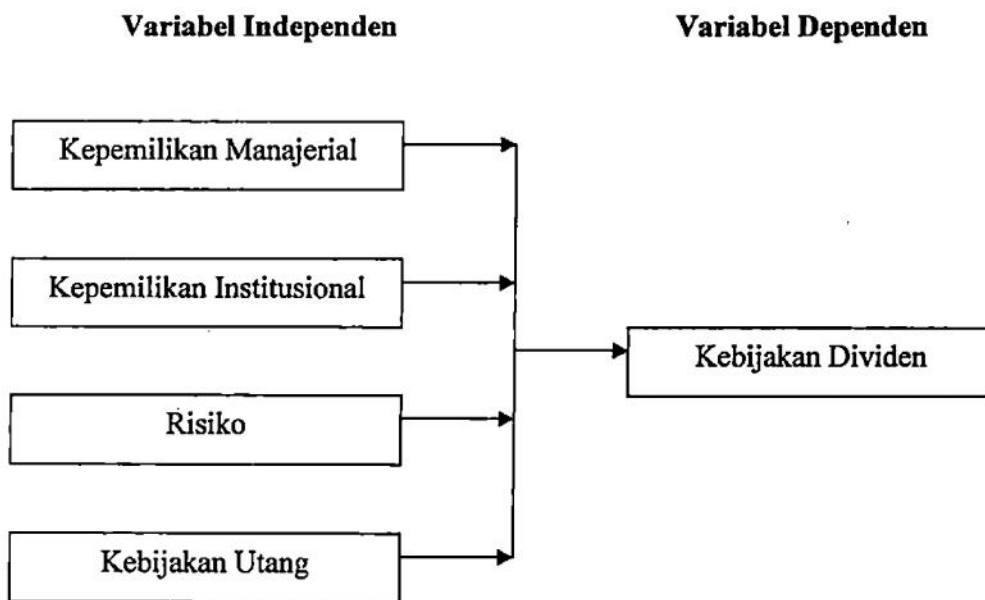 Variabel Independen
Variabel Dependen
Kepemilikan Manajerial
Kepemilikan Institusional
Kebijakan Dividen
Risiko
Kebijakan Utang